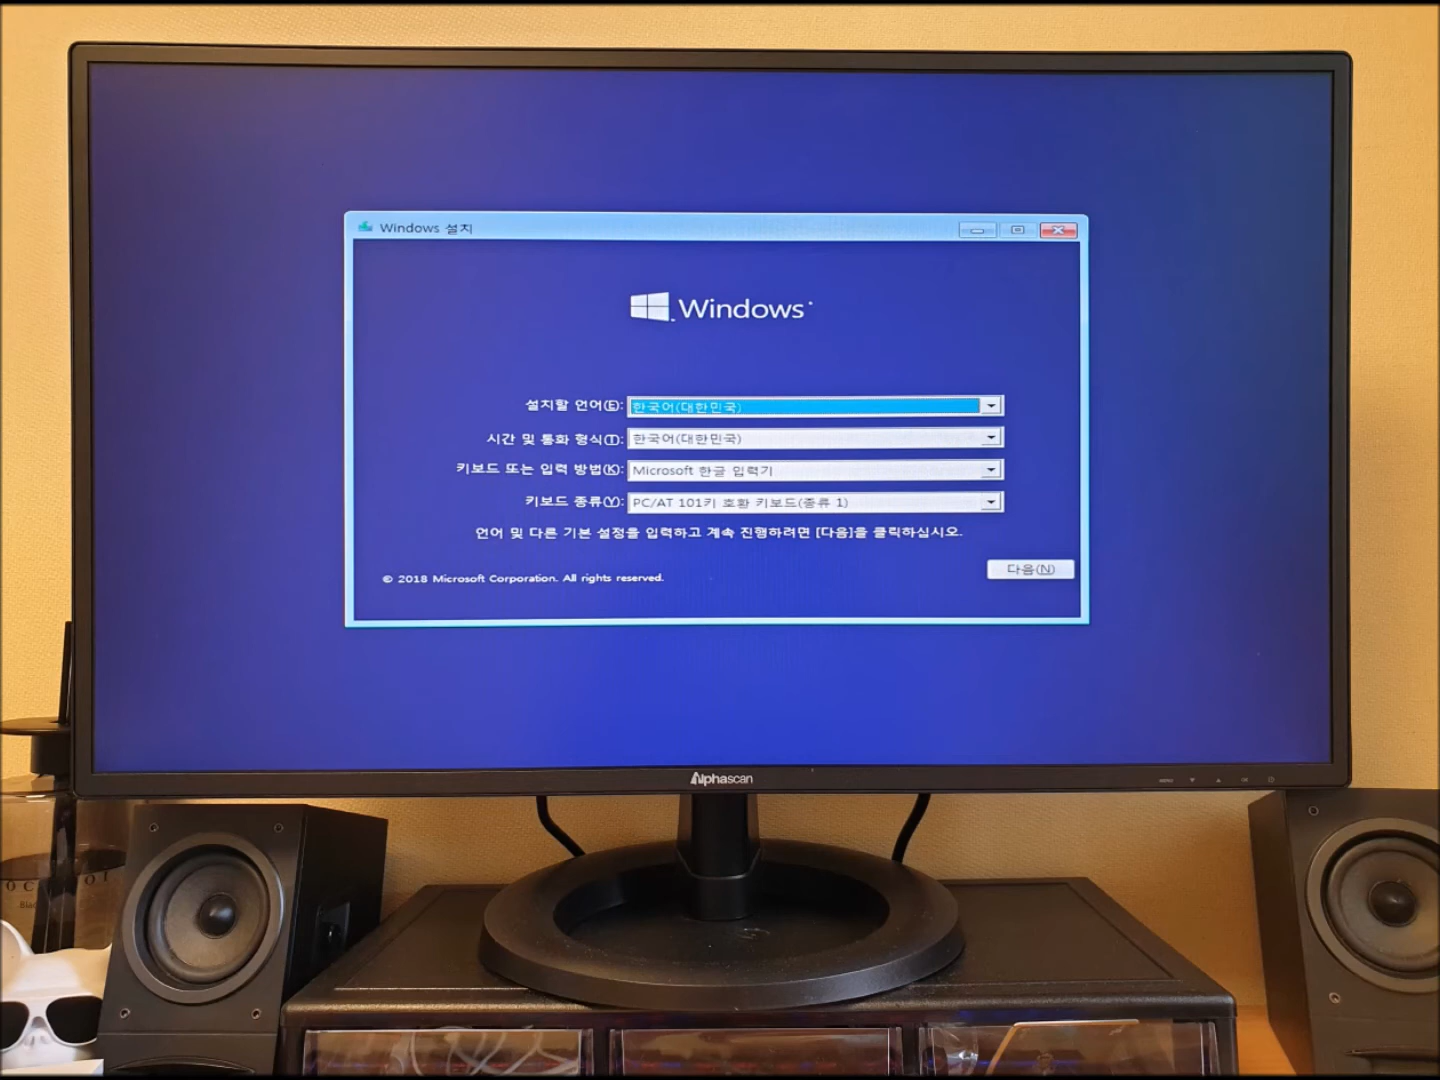 Windows 설치
Windows
설치할 언어(E): 한국어(대한민국)
시간 및 통화 형식(T): 한국어(대한민국)
키보드 또는 입력 방법(K): Microsoft 한글 입력기
키보드 종류(Y): PC/AT 101키 호환 키보드(종류 1)
언어 및 다른 기본 설정을 입력하고 계속 진행하려면 [다음]을 클릭하십시오.
다음(N)
© 2018 Microsoft Corporation. All rights reserved.
Alphascan
MENU